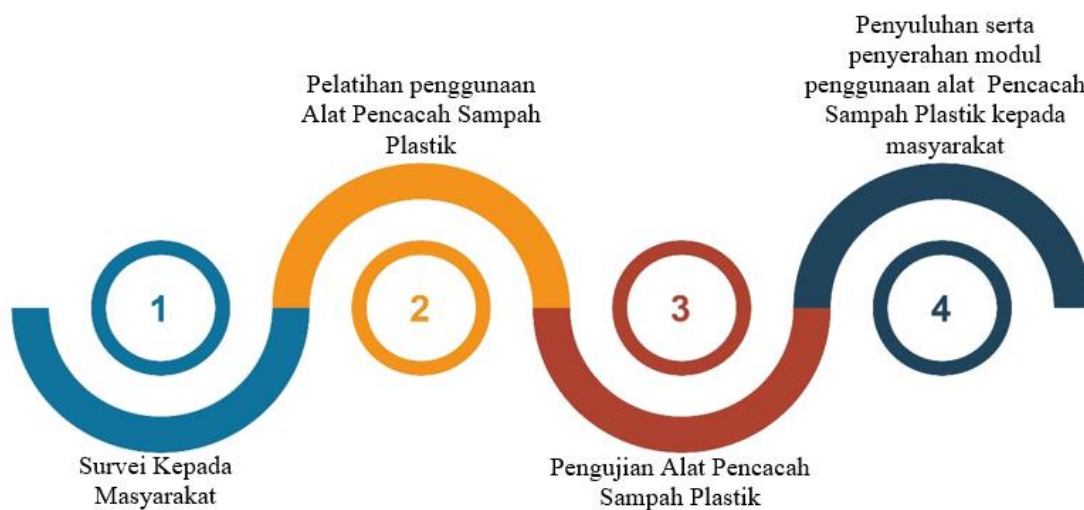 1
Survei Kepada
Masyarakat
Pelatihan penggunaan
Alat Pencacah Sampah
Plastik
2
3
Pengujian Alat Pencacah
Sampah Plastik
Penyuluhan serta
penyerahan modul
penggunaan alat Pencacah
Sampah Plastik kepada
masyarakat
4